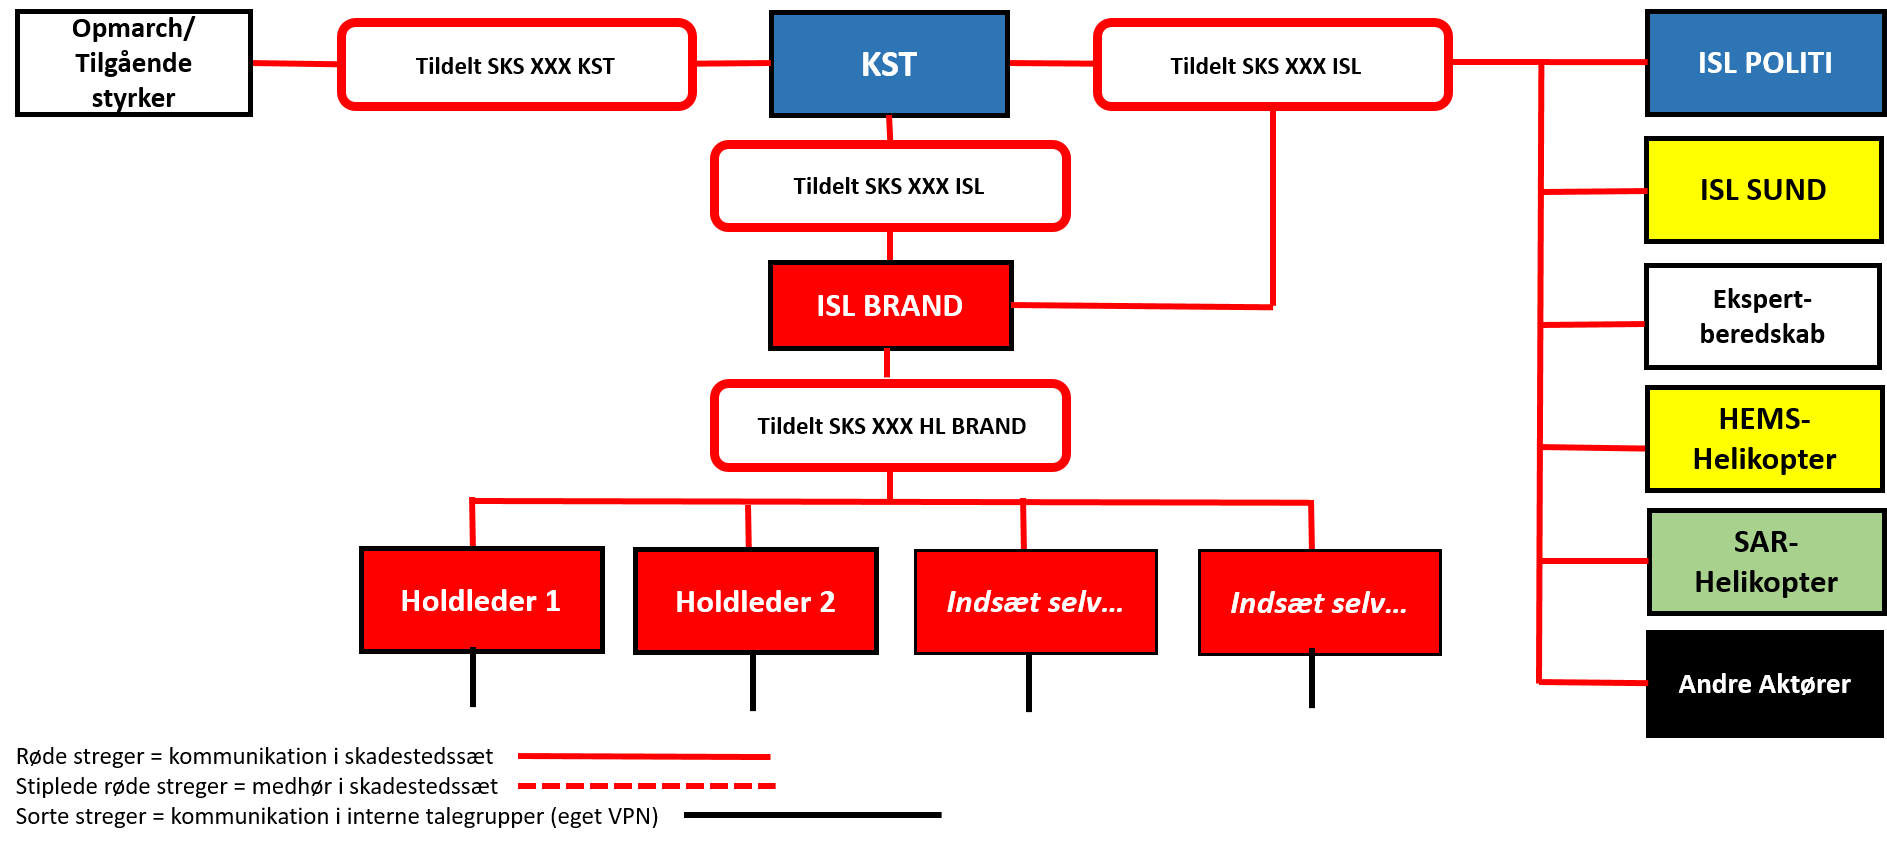 Opmarch/
Tilgående
styrker
Tildelt SKS XXX KST
KST
Tildelt SKS XXX ISL
ISL POLITI
Tildelt SKS XXX ISL
ISL SUND
ISL BRAND
Ekspert-
beredskab
Tildelt SKS XXX HL BRAND
HEMS-
Helikopter
SAR-
Helikopter
Holdleder 1
Holdleder 2
Indsæt selv...
Indsæt selv...
Andre Aktører
Røde streger = kommunikation i skadestedssæt
Stiplede røde streger = medhør i skadestedssæt
Sorte streger = kommunikation i interne talegrupper (eget VPN)